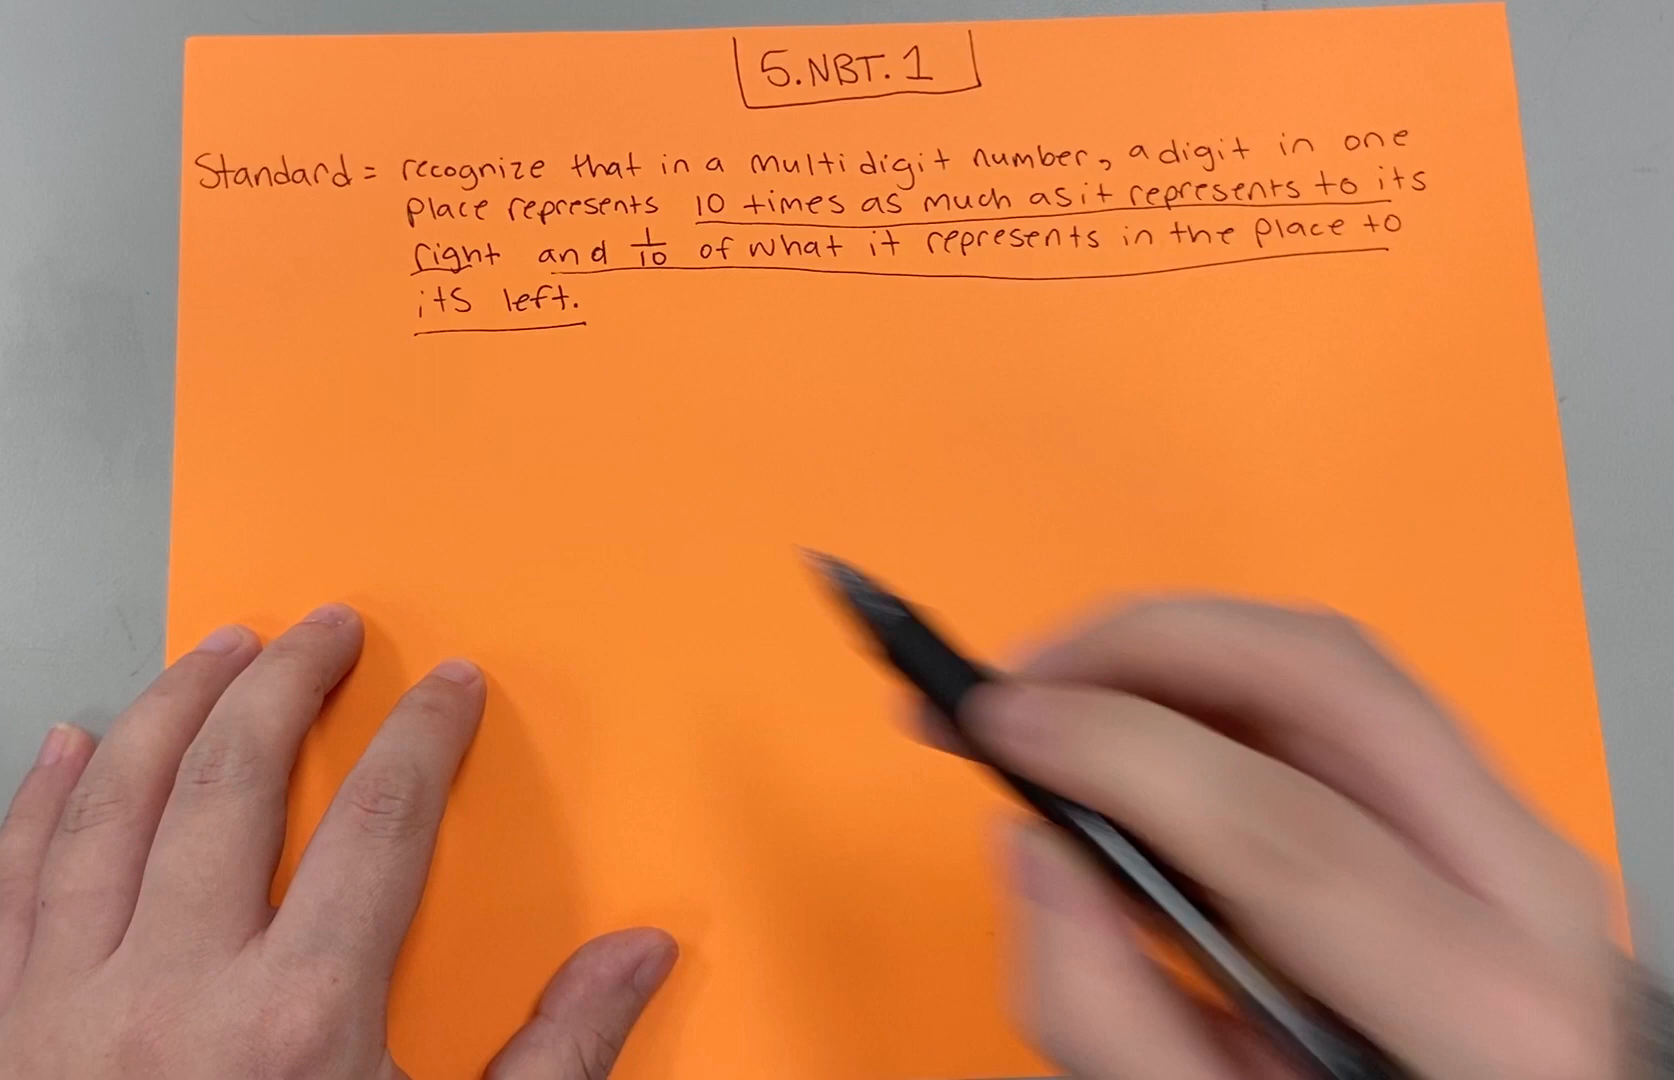 5.NBT.1
Standard = recognize that in a multidigit number, a digit in one
place represents 10 times as much as it represents to its
right and 1/10 of what it represents in the place to
its left.